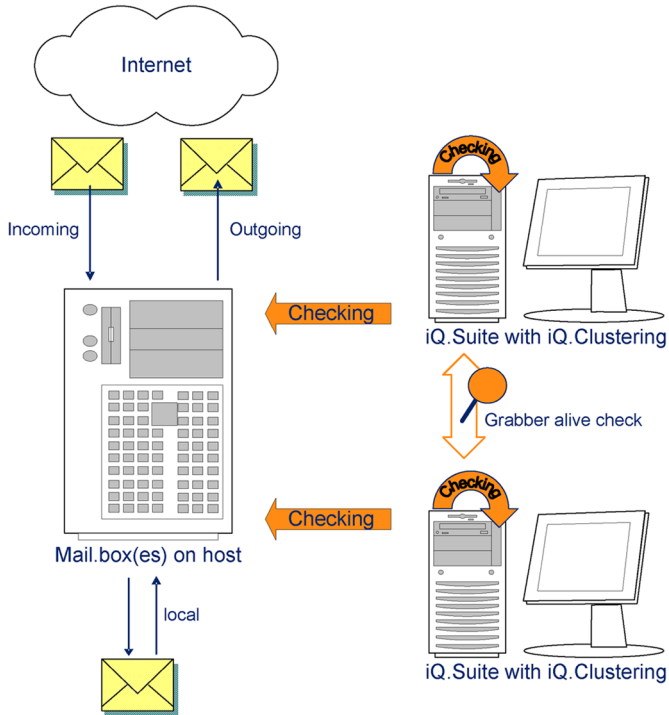 Internet
Incoming
Outgoing
Checking
Checking
iQ.Suite with iQ.Clustering
Grabber alive check
Checking
Checking
Mail.box(es) on host
local
iQ.Suite with iQ.Clustering